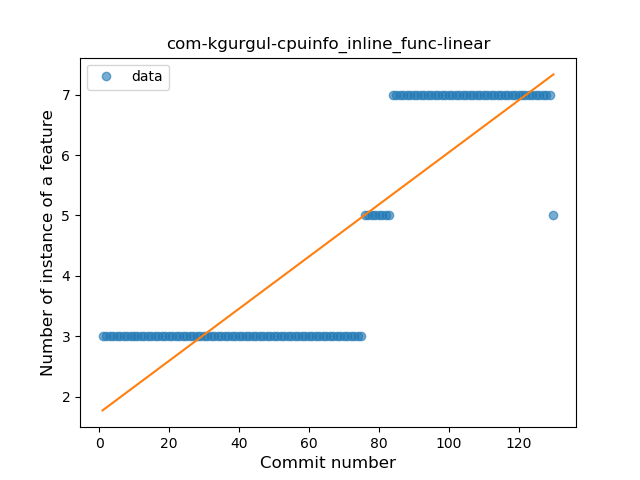 com-kgurgul-cpuinfo_inline_func-linear
data
Number of instance of a feature
7
6
5
4
3
2
0 20 40 60 80 100 120
Commit number